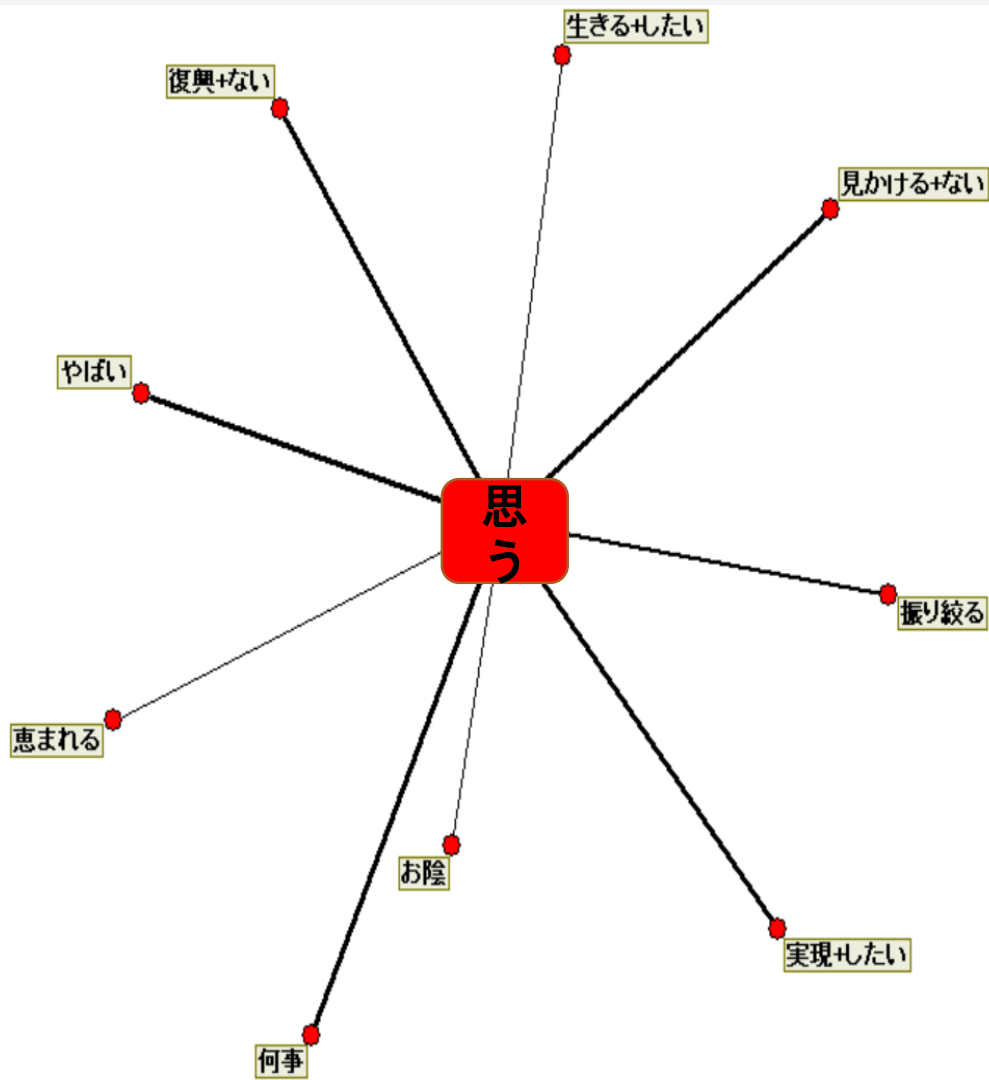 生きる+したい
復興+ない
見かける+ない
やばい
思
う
振り絞る
恵まれる
お陰
実現+したい
何事